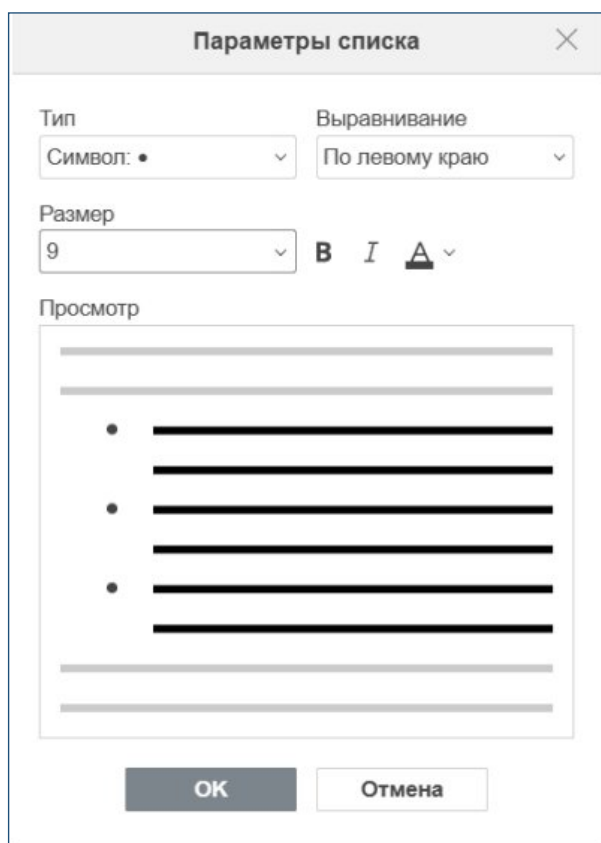 Параметры списка
Тип Выравнивание
Символ: • По левому краю
Размер
9 B I A
Просмотр
OK Отмена